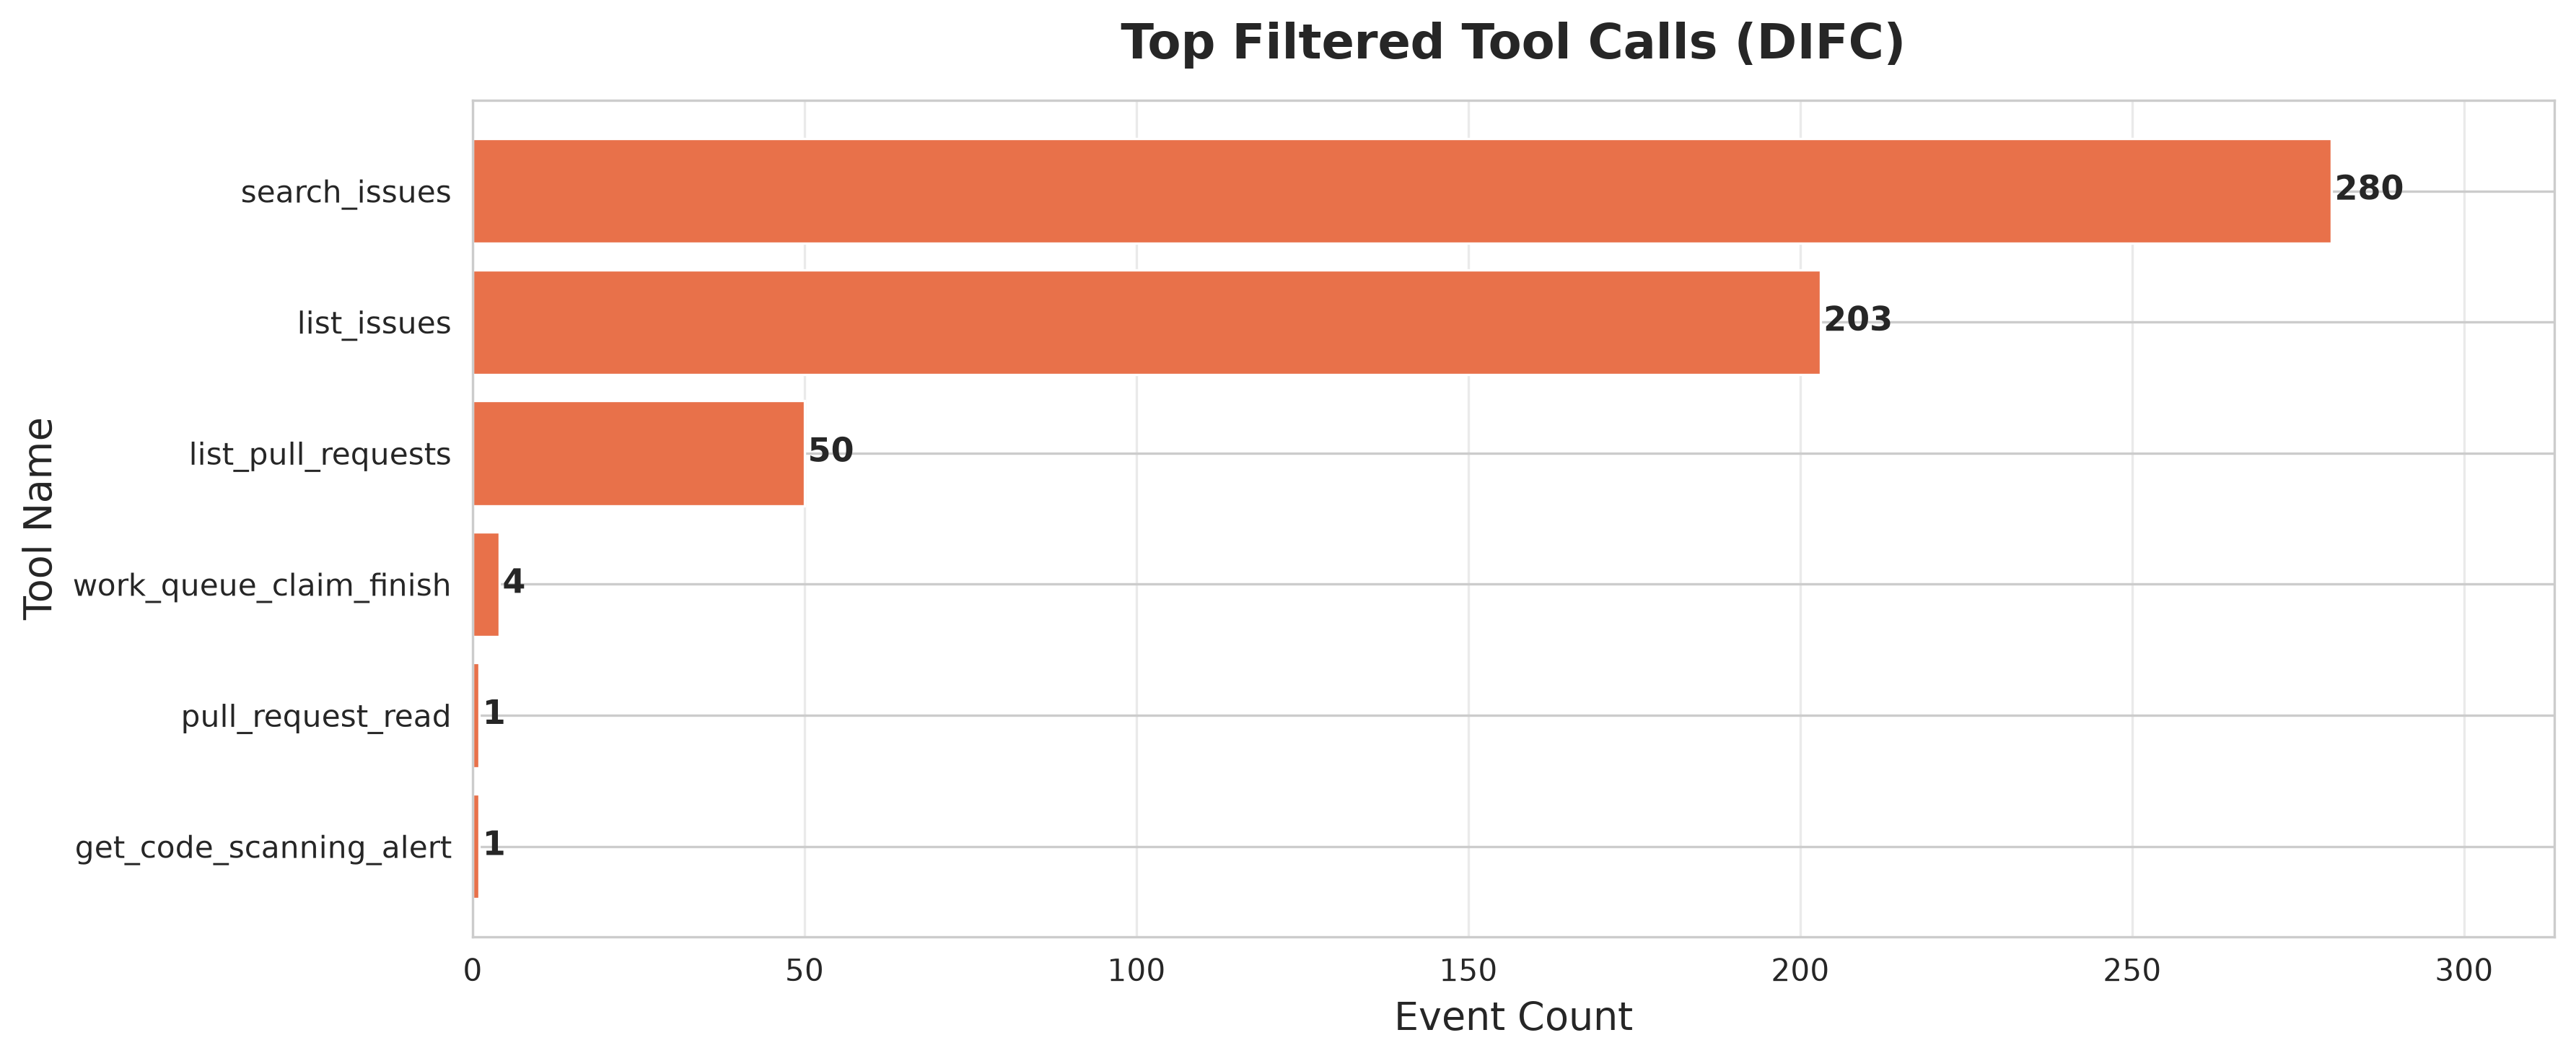 Top Filtered Tool Calls (DIFC)
Tool Name
search_issues
280
list_issues
203
list_pull_requests
50
work_queue_claim_finish
4
pull_request_read
1
get_code_scanning_alert
1
0 50 100 150 200 250 300
Event Count